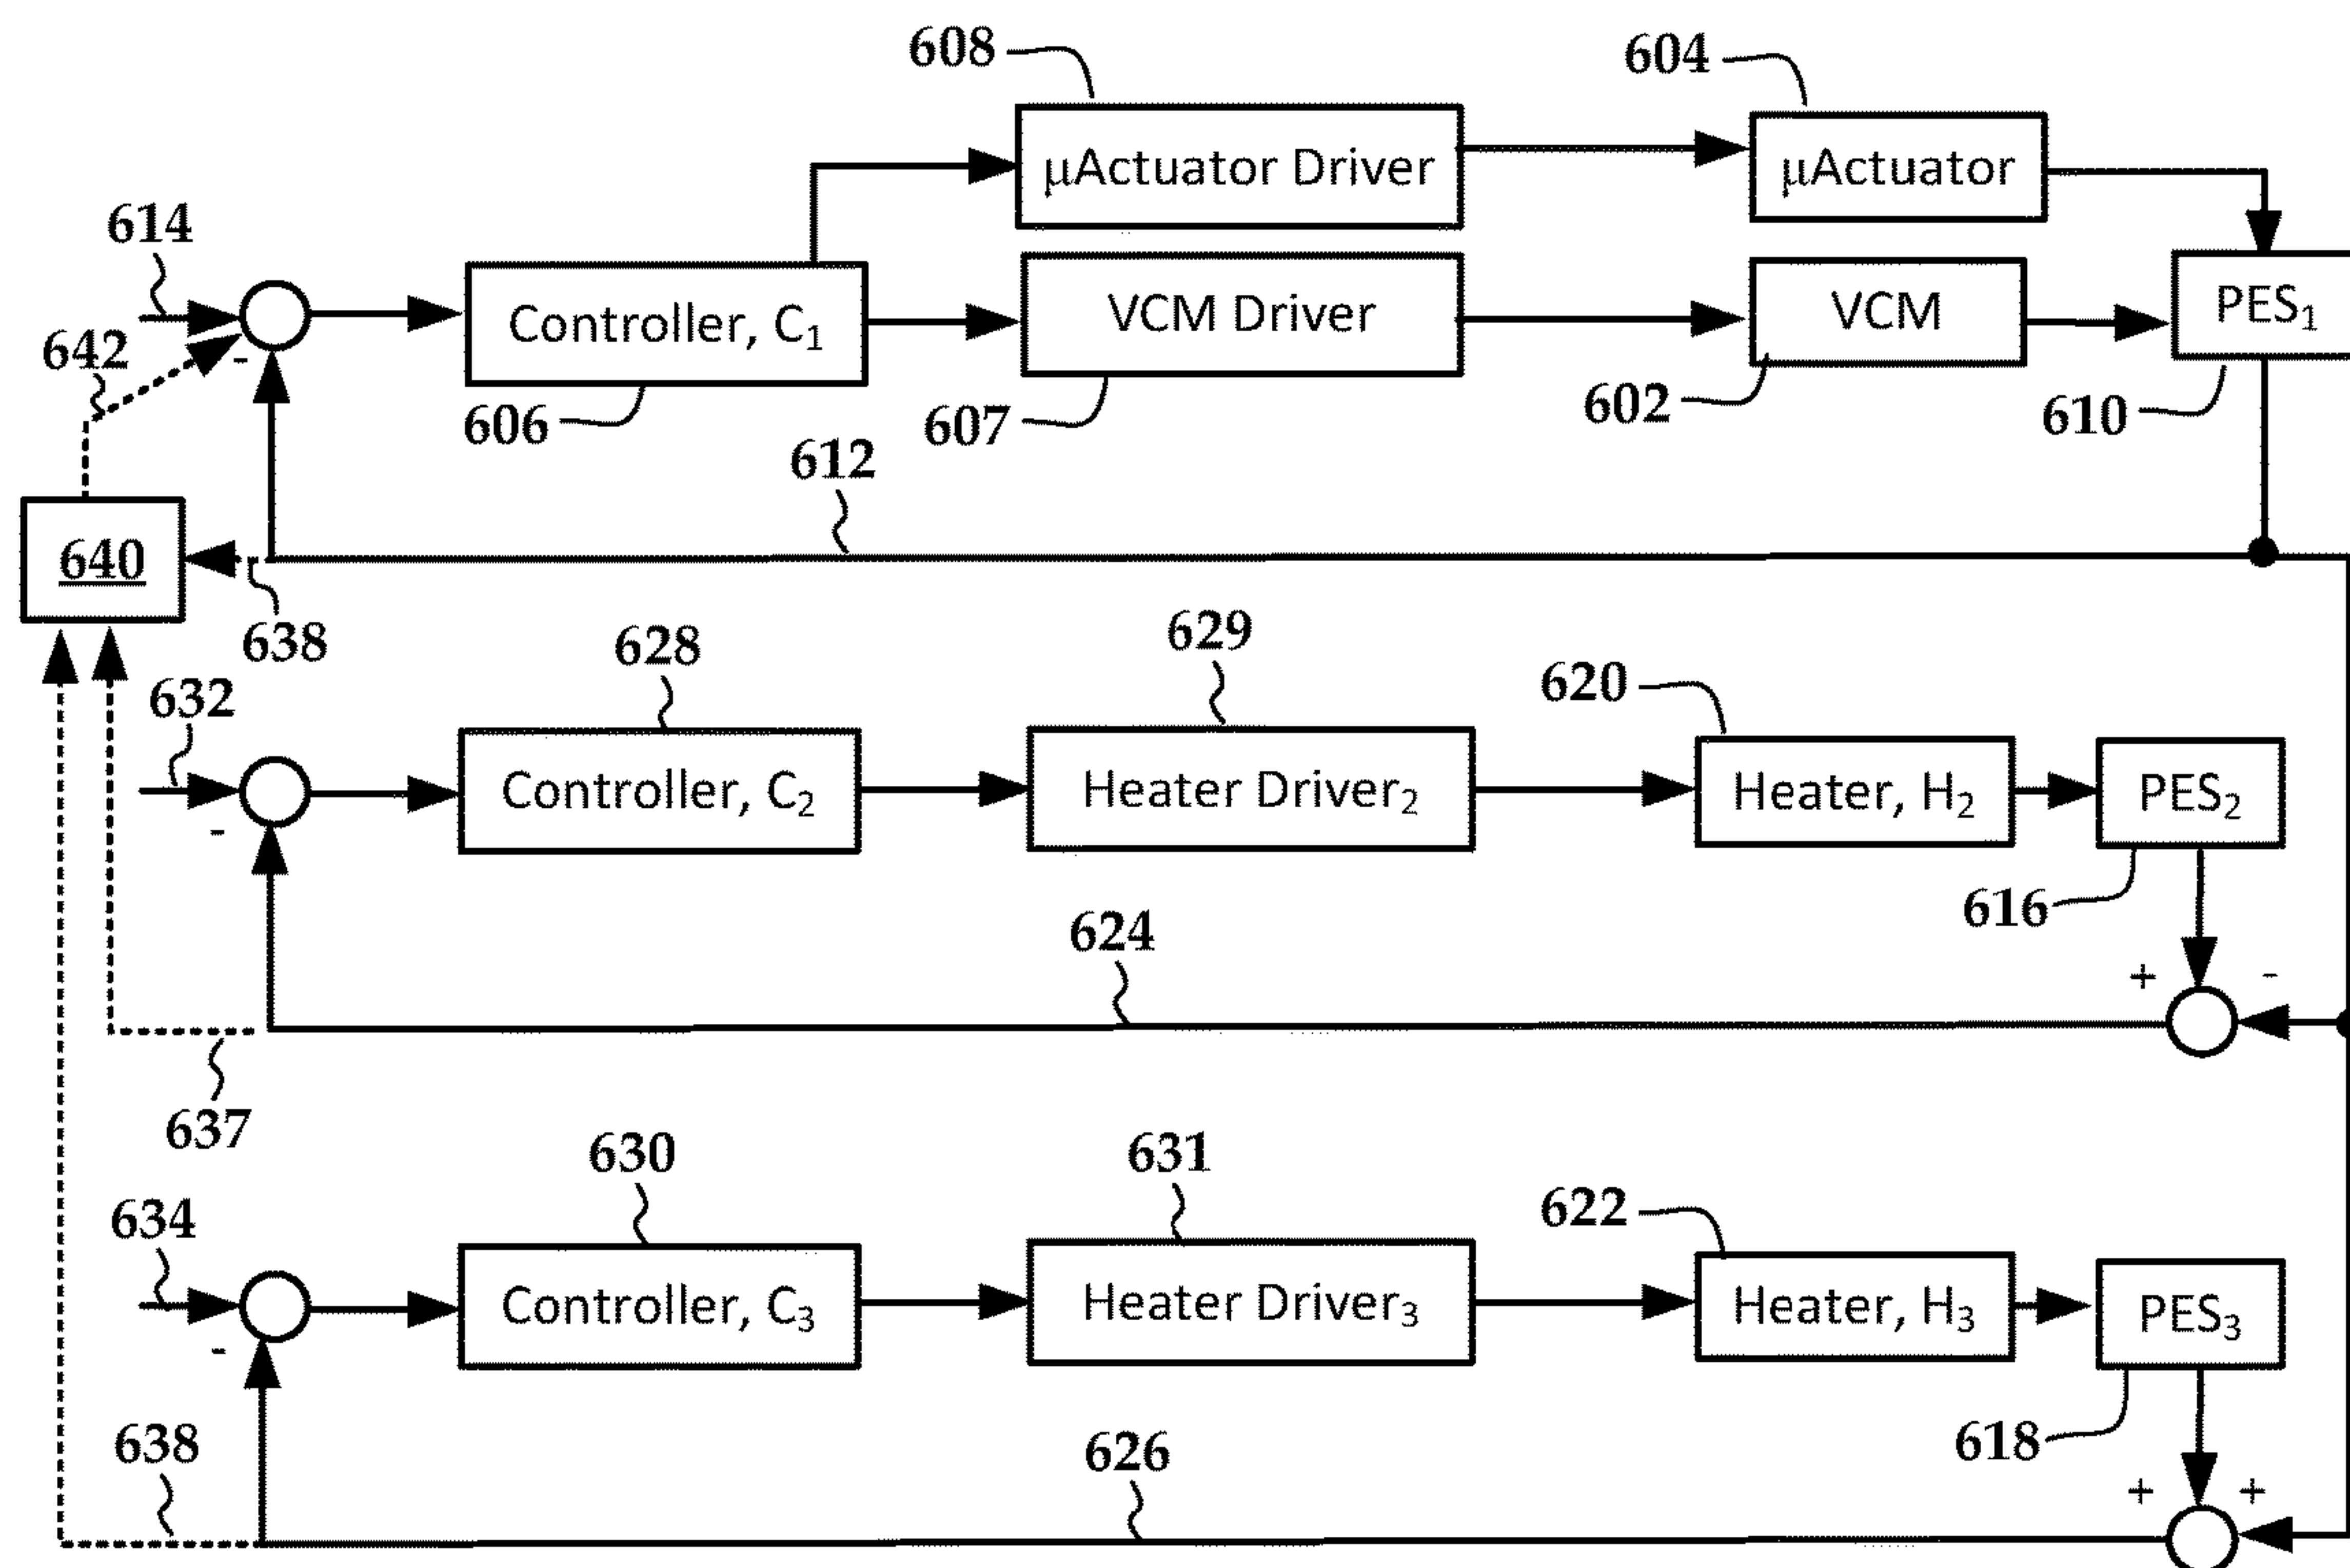 608
604
μActuator Driver
μActuator
614
Controller, C₁
VCM Driver
VCM
PES₁
642
-
606
607
602
610
612
640
638
628
629
620
632
Controller, C₂
Heater Driver₂
Heater, H₂
PES₂
-
616
624
+ -
637
630
631
622
634
Controller, C₃
Heater Driver₃
Heater, H₃
PES₃
-
638
626
618
+ +